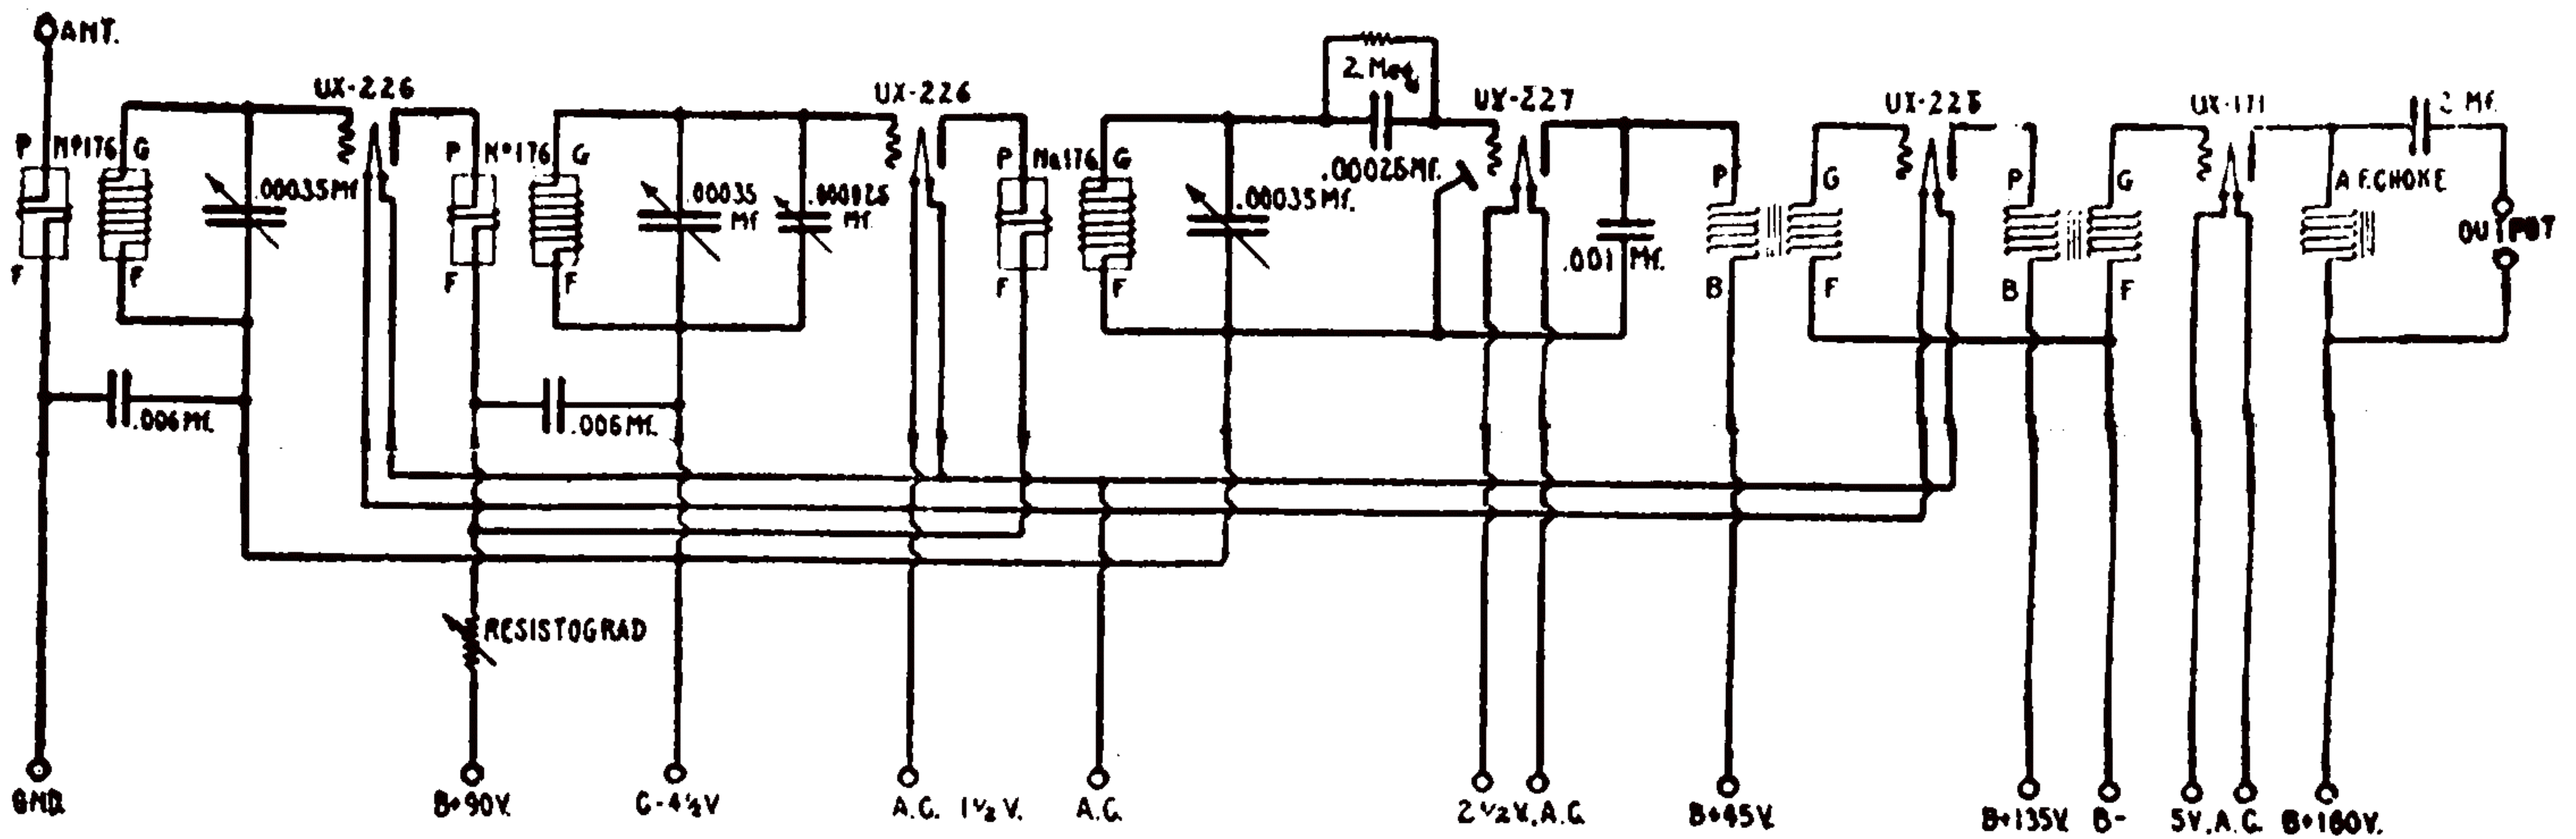 ANT.
UX-226
P Nº176 G
.00035Mf
F F
.006Mf.
GND.
P Nº176 G
.00035
Mf
.000025
Mf.
F F
.006Mf.
RESISTOGRAD
B+90V.
C-4½V
UX-226
P No176 G
.00035Mf.
F F
A.C. 1½ V. A.C.
2 Meg
.00025Mf.
UY-227
.001 Mf.
2½V.A.C.
P G
B F
B+45V.
UX-226
P G
B F
B+135V. B-
UX-171
5V.A.C.
2 Mf.
A.F.CHOKE
OUTPUT
B+180V.